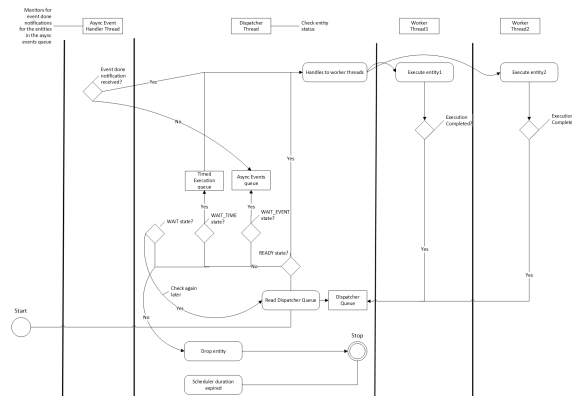 Monitors for
event done
notifications
for the entities
in the async
events queue
Async Event
Handler Thread
Dispatcher
Thread
Check entity
status
Worker
Thread1
Worker
Thread2
Event done
notification
received?
Yes
Handles to worker threads
Execute entity1
Execute entity2
No
Execution
Completed?
Execution
Complete
Yes
Timed
Execution
queue
Async Events
queue
Yes
Yes
WAIT state?
WAIT_TIME
state?
WAIT_EVENT
state?
READY state?
No
Yes
Yes
Check again
later
Yes
Read Dispatcher Queue
Dispatcher
Queue
Start
No
Stop
Drop entity
Scheduler duration
expired